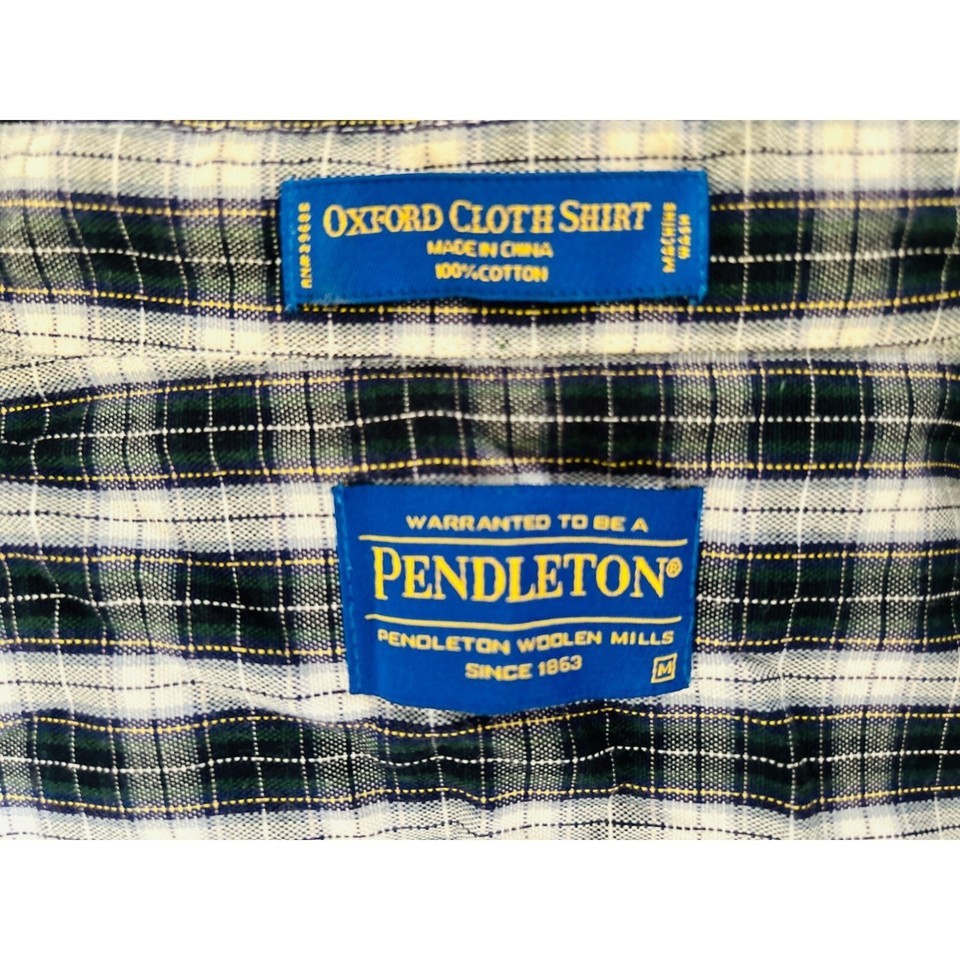 OXFORD CLOTH SHIRT
MADE IN CHINA
100% COTTON
MACHINE
WASH
WARRANTED TO BE A
PENDLETON®
PENDLETON WOOLEN MILLS
SINCE 1863
M